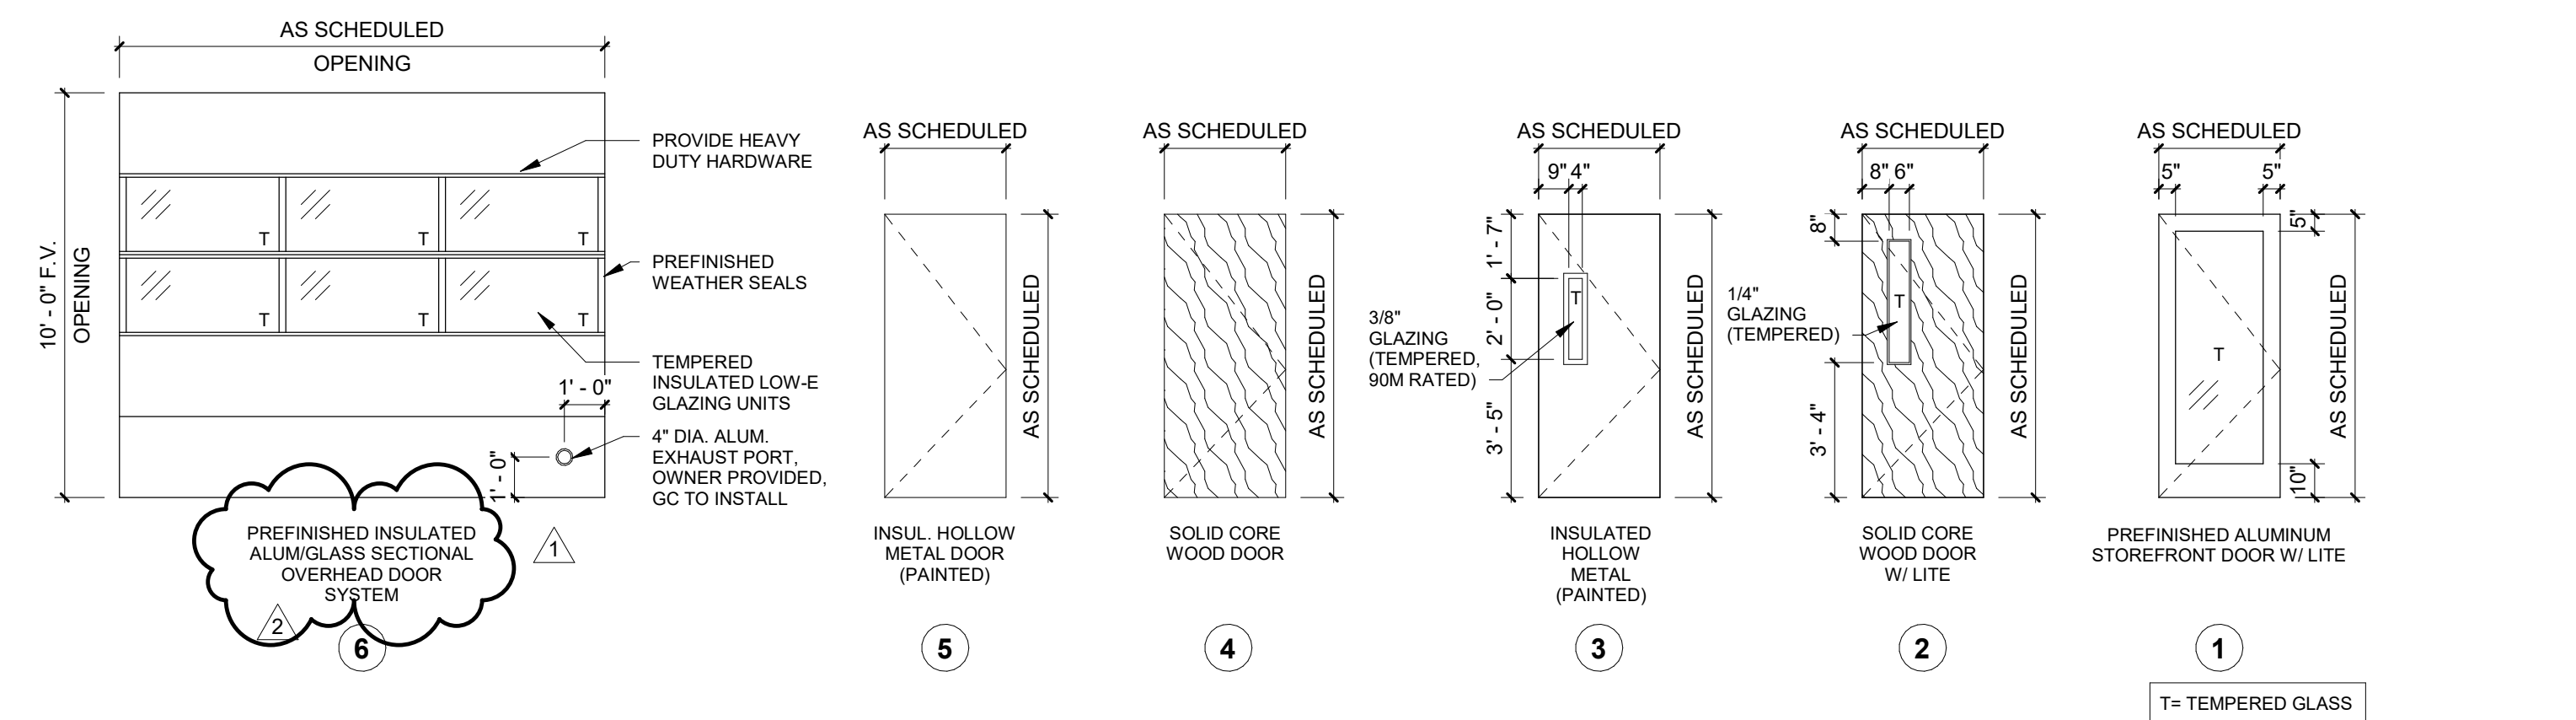 AS SCHEDULED
OPENING
10' - 0" F.V.
OPENING
PROVIDE HEAVY
DUTY HARDWARE
PREFINISHED
WEATHER SEALS
TEMPERED
INSULATED LOW-E
GLAZING UNITS
4" DIA. ALUM.
EXHAUST PORT,
OWNER PROVIDED,
GC TO INSTALL
T
T
T
T
T
T
1' - 0"
1' - 0"
PREFINISHED INSULATED
ALUM/GLASS SECTIONAL
OVERHEAD DOOR
SYSTEM
1
2
6
AS SCHEDULED
AS SCHEDULED
INSUL. HOLLOW
METAL DOOR
(PAINTED)
5
AS SCHEDULED
AS SCHEDULED
SOLID CORE
WOOD DOOR
4
AS SCHEDULED
9" 4"
1' - 7"
2' - 0"
3' - 5"
T
3/8"
GLAZING
(TEMPERED,
90M RATED)
AS SCHEDULED
INSULATED
HOLLOW
METAL
(PAINTED)
3
AS SCHEDULED
8" 6"
8"
3' - 4"
T
1/4"
GLAZING
(TEMPERED)
AS SCHEDULED
SOLID CORE
WOOD DOOR
W/ LITE
2
AS SCHEDULED
5" 5"
5"
T
10"
AS SCHEDULED
PREFINISHED ALUMINUM
STOREFRONT DOOR W/ LITE
1
T= TEMPERED GLASS